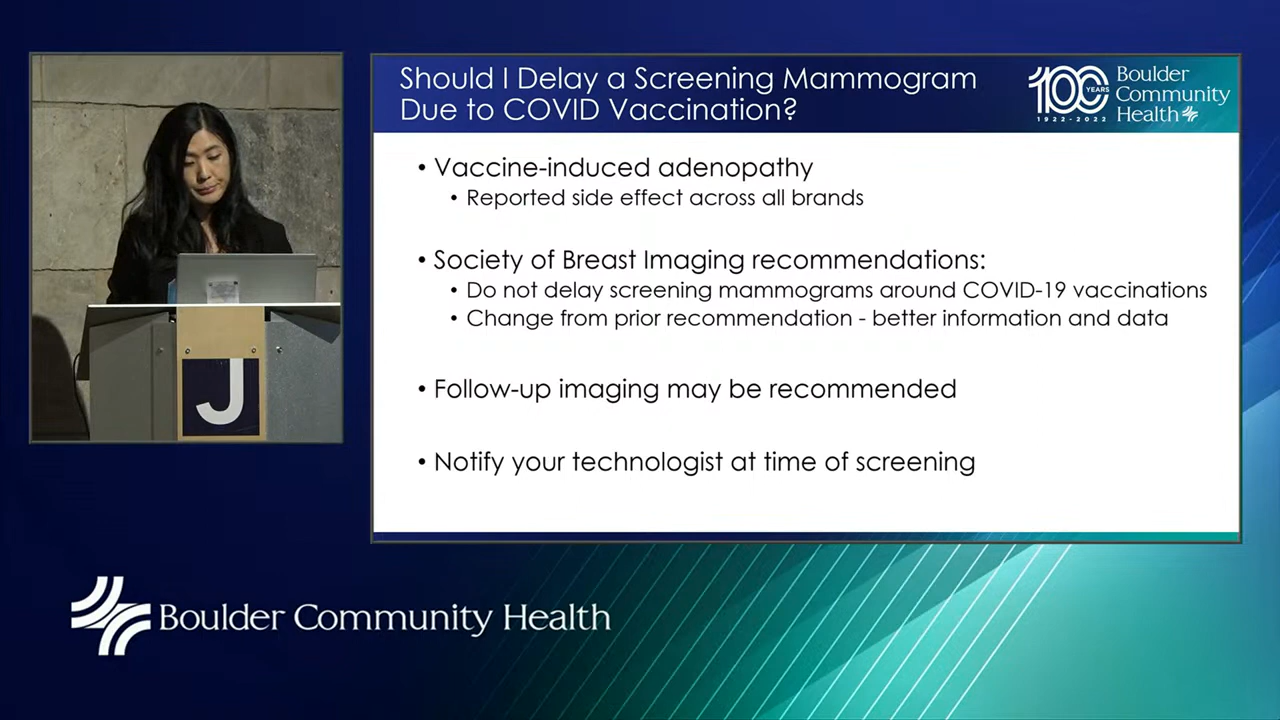 Should I Delay a Screening Mammogram
Due to COVID Vaccination?
100
YEARS
1922-2022
Boulder
Community
Health
• Vaccine-induced adenopathy
• Reported side effect across all brands
• Society of Breast Imaging recommendations:
• Do not delay screening mammograms around COVID-19 vaccinations
• Change from prior recommendation - better information and data
• Follow-up imaging may be recommended
• Notify your technologist at time of screening
J
Boulder Community Health